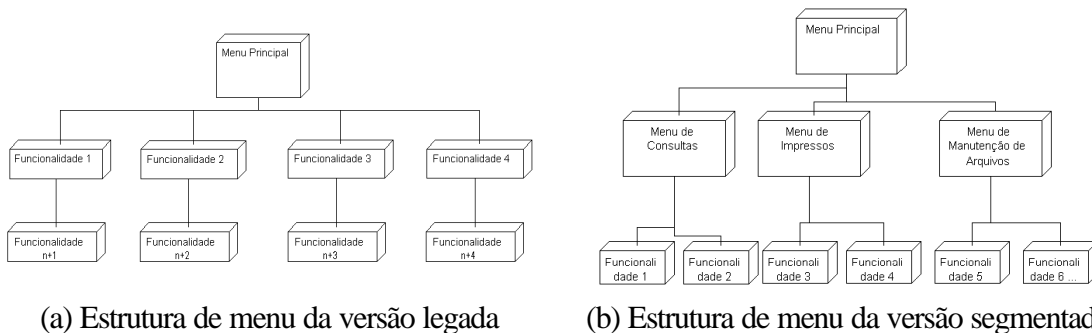 Menu Principal
Funcionalidade 1
Funcionalidade 2
Funcionalidade 3
Funcionalidade 4
Funcionalidade
n+1
Funcionalidade
n+2
Funcionalidade
n+3
Funcionalidade
n+4
(a) Estrutura de menu da versão legada
Menu Principal
Menu de
Consultas
Menu de
Impressos
Menu de
Manutenção de
Arquivos
Funcionali
dade 1
Funcionali
dade 2
Funcionali
dade 3
Funcionali
dade 4
Funcionali
dade 5
Funcionali
dade 6 ...
(b) Estrutura de menu da versão segmentad